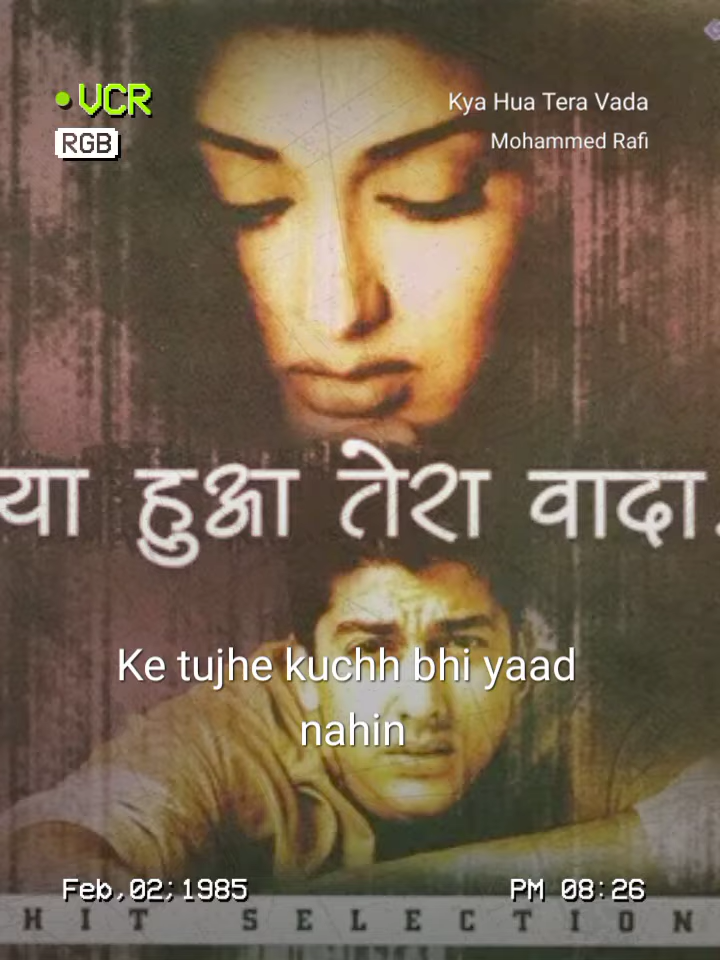 VCR
RGB
Kya Hua Tera Vada
Mohammed Rafi
या हुआ तेरा वादा
Ke tujhe kuchh bhi yaad
nahin
Feb,02;1985
PM 08:26
HIT SELECTION